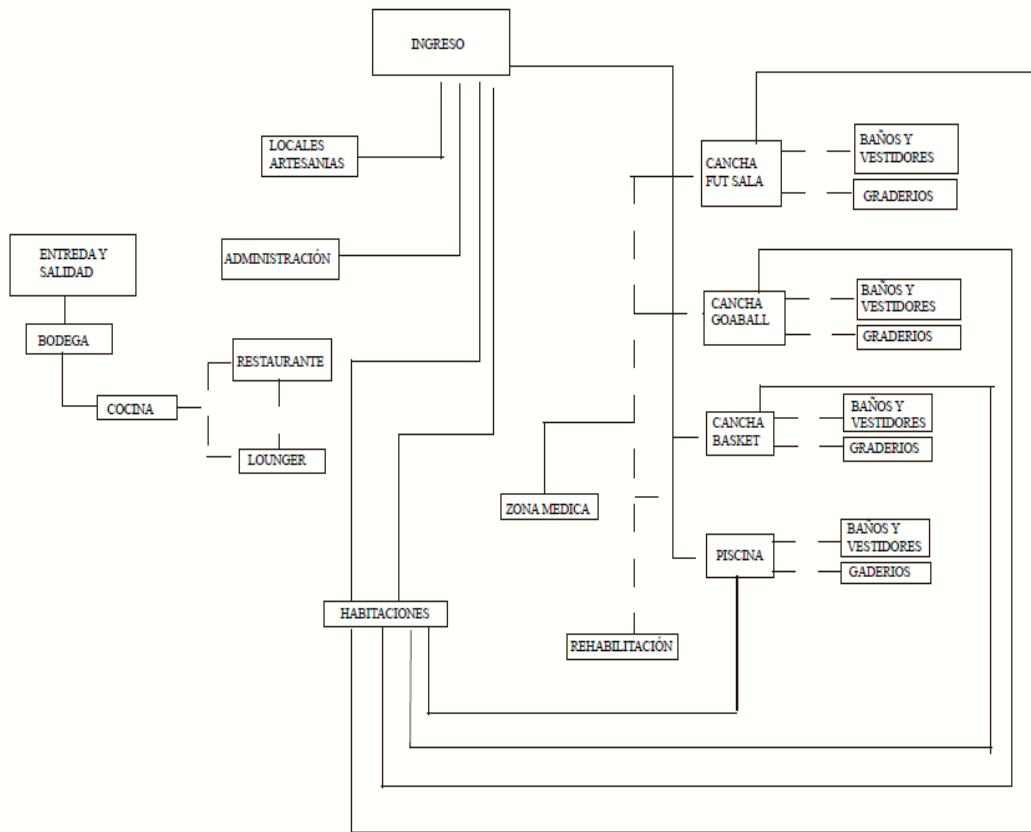 INGRESO
LOCALES
ARTESANIAS
ADMINISTRACIÓN
ENTREDA Y
SALIDAD
BODEGA
COCINA
RESTAURANTE
LOUNGER
HABITACIONES
ZONA MEDICA
REHABILITACIÓN
CANCHA
FUT SALA
BAÑOS Y
VESTIDORES
GRADERIOS
CANCHA
GOABALL
BAÑOS Y
VESTIDORES
GRADERIOS
CANCHA
BASKET
BAÑOS Y
VESTIDORES
GRADERIOS
PISCINA
BAÑOS Y
VESTIDORES
GADERIOS